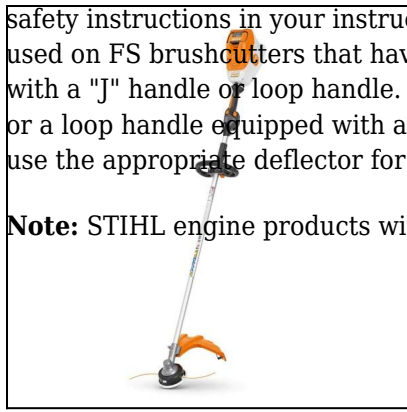 safety instructions in your instruc
used on FS brushcutters that hav
with a "J" handle or loop handle.
or a loop handle equipped with a
use the appropriate deflector for
Note: STIHL engine products wi